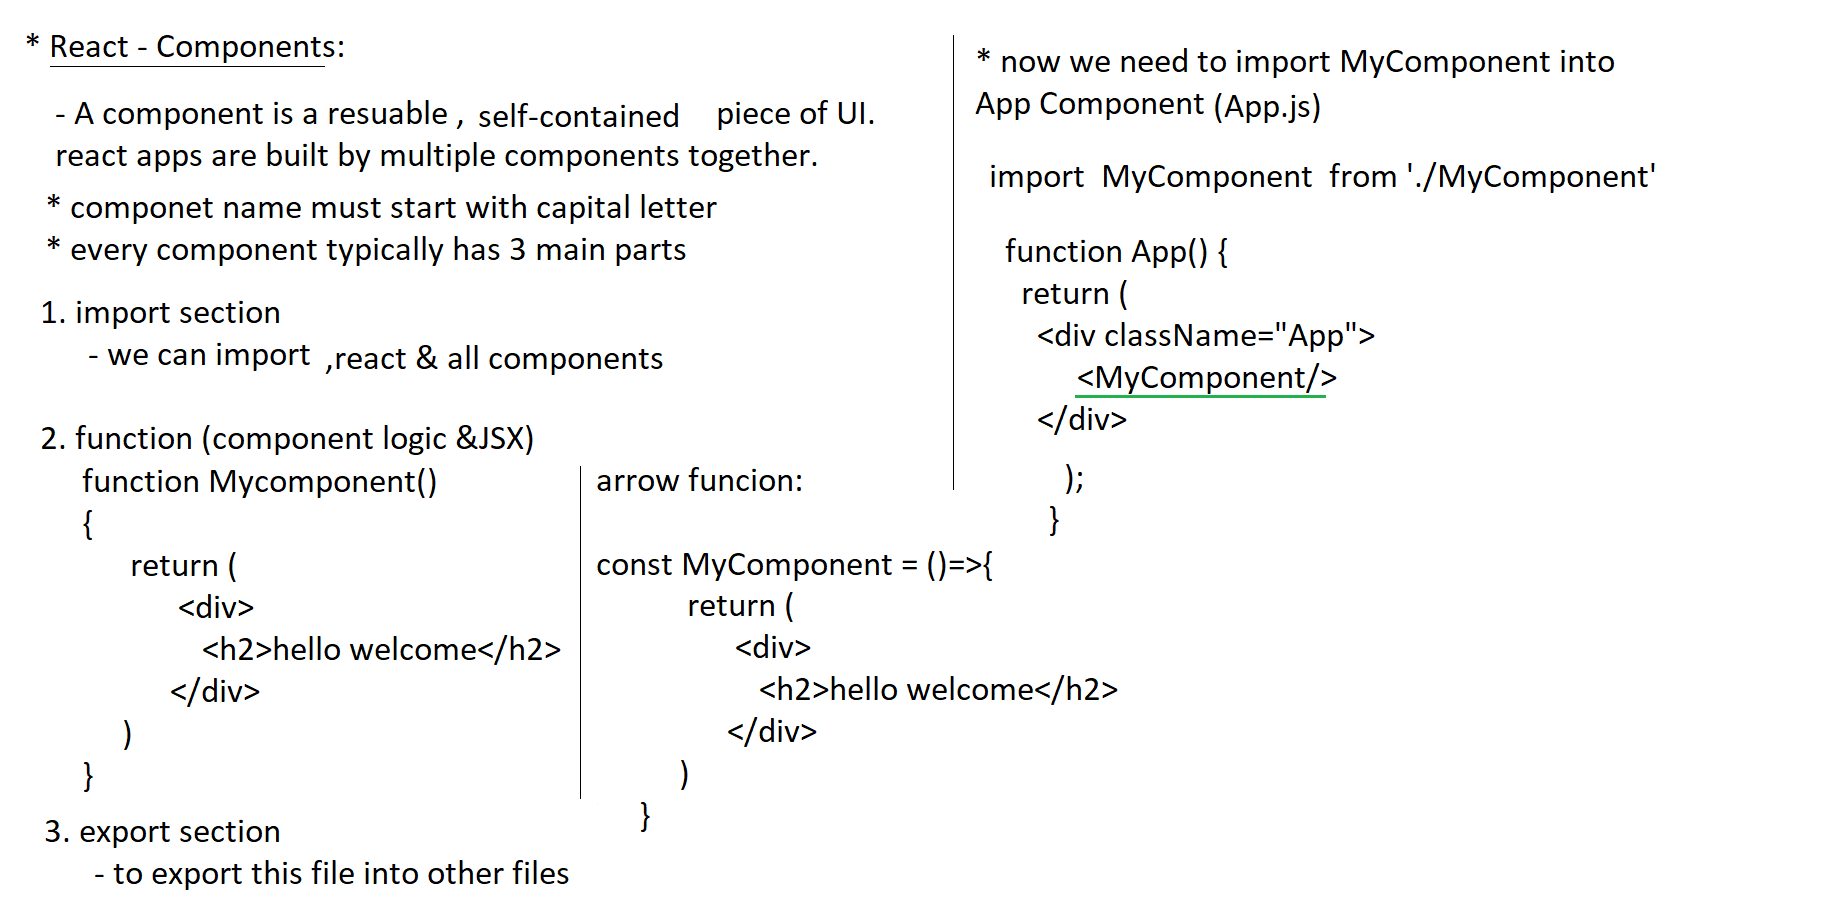 * React - Components:
- A component is a resuable , self-contained piece of UI.
react apps are built by multiple components together.
* componet name must start with capital letter
* every component typically has 3 main parts
1. import section
- we can import ,react & all components
2. function (component logic &JSX)
function Mycomponent()
{
return (
<div>
<h2>hello welcome</h2>
</div>
)
}
arrow funcion:
const MyComponent = ()=>{
return (
<div>
<h2>hello welcome</h2>
</div>
)
}
3. export section
- to export this file into other files
* now we need to import MyComponent into
App Component (App.js)
import MyComponent from './MyComponent'
function App() {
return (
<div className="App">
<MyComponent/>
</div>
);
}